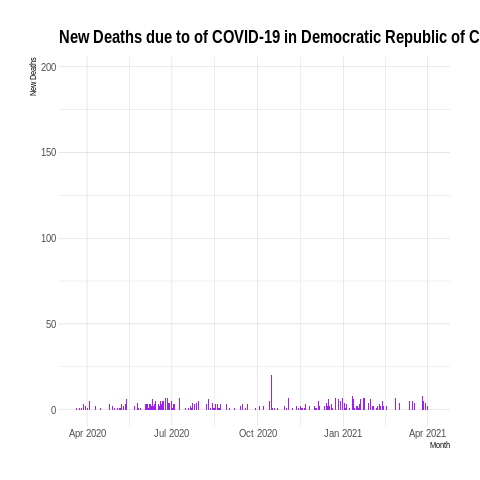 New Deaths due to of COVID-19 in Democratic Republic of C
New Deaths
200
150
100
50
0
Apr 2020 Jul 2020 Oct 2020 Jan 2021 Apr 2021
Month